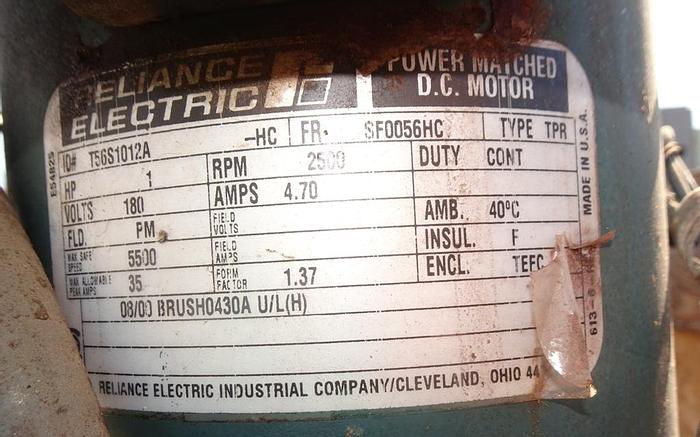 RELIANCE
ELECTRIC
POWER MATCHED
D.C. MOTOR
ID# T56S1012A -HC FR. SF0056HC TYPE TPR
HP 1 RPM 2500 DUTY CONT
VOLTS 180 AMPS 4.70
FLD. PM FIELD VOLTS AMB. 40°C
MAX SAFE SPEED 5500 FIELD AMPS INSUL. F
MAX ALLOWABLE PEAK AMPS 35 FORM FACTOR 1.37 ENCL. TEFC
08/00 BRUSH0430A U/L(H)
RELIANCE ELECTRIC INDUSTRIAL COMPANY/CLEVELAND, OHIO 44
MADE IN U.S.A.
613-6